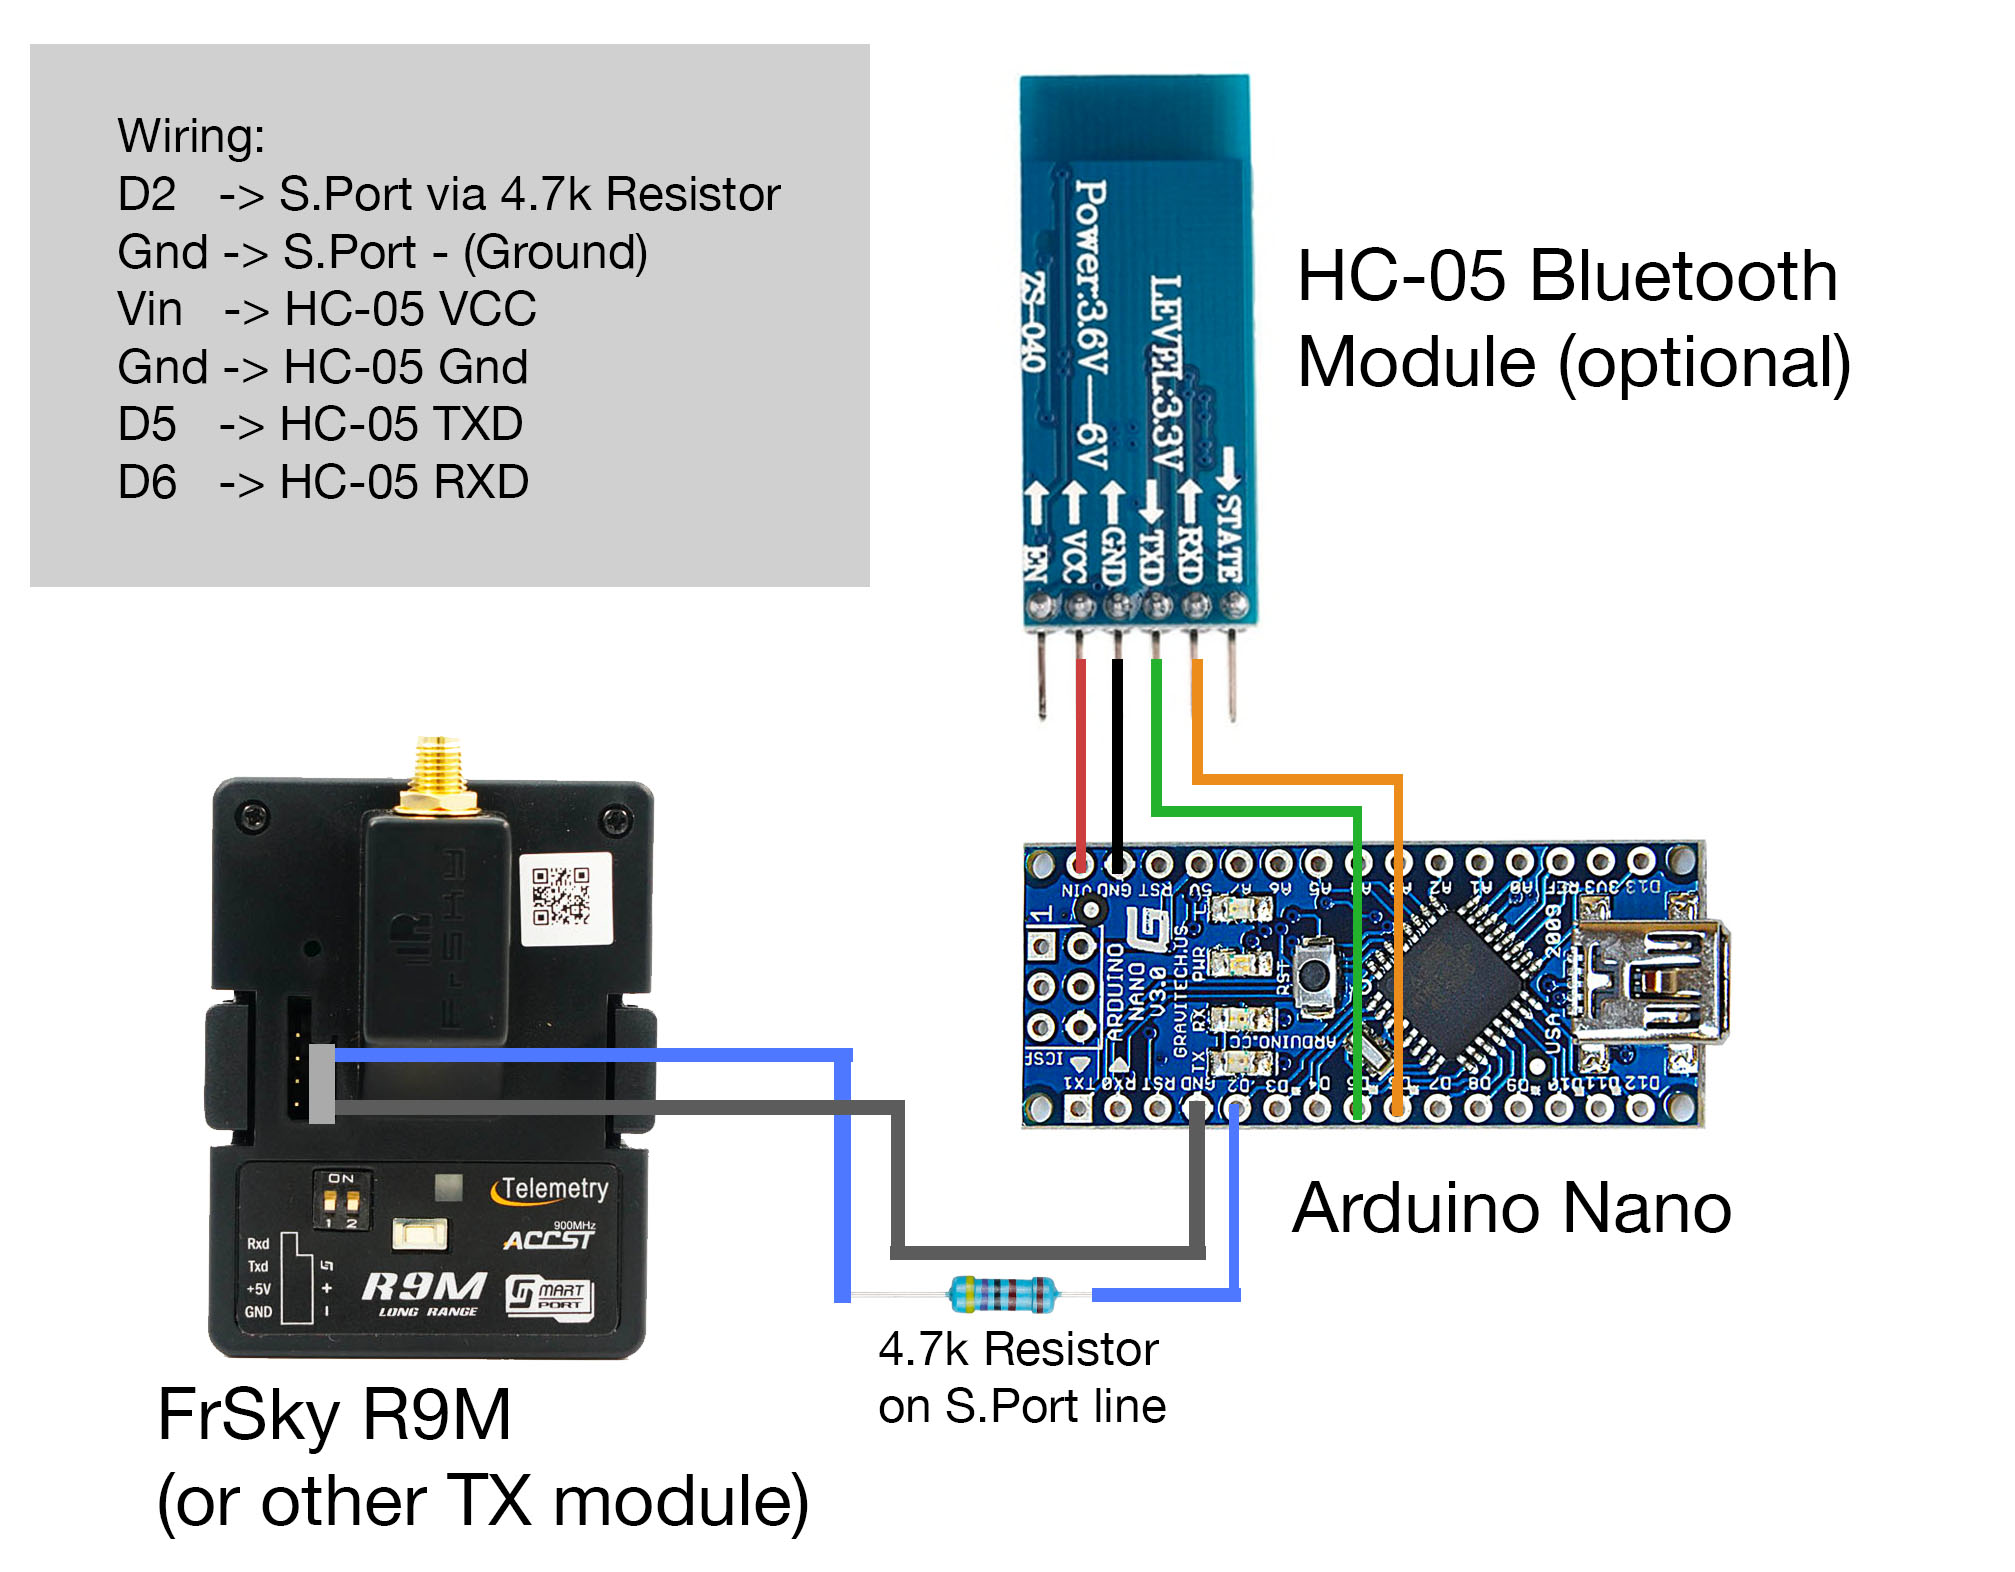 Wiring:
D2 -> S.Port via 4.7k Resistor
Gnd -> S.Port - (Ground)
Vin -> HC-05 VCC
Gnd -> HC-05 Gnd
D5 -> HC-05 TXD
D6 -> HC-05 RXD
HC-05 Bluetooth
Module (optional)
ZS-040
Power:3.6V—6V
LEVEL:3.3V
EN
VCC
GND
TXD
RXD
STATE
VIN GND RST 5V A7 A6 A5 A4 A3 A2 A1 A0 REF 3V3 D13
1
ARDUINO
NANO
V3.0
GRAVITECH.US
G
L
PWR
RX
TX
RST
ARDUINO.CC
USA
2009
ICSP
TX1 RX0 RST GND D2 D3 D4 D5 D6 D7 D8 D9 D10 D11 D12
Arduino Nano
4.7k Resistor
on S.Port line
FrSky
ON
1 2
Telemetry
900MHz
ACCST
Rxd
Txd
+5V +
GND −
R9M
LONG RANGE
SMART
PORT
FrSky R9M
(or other TX module)